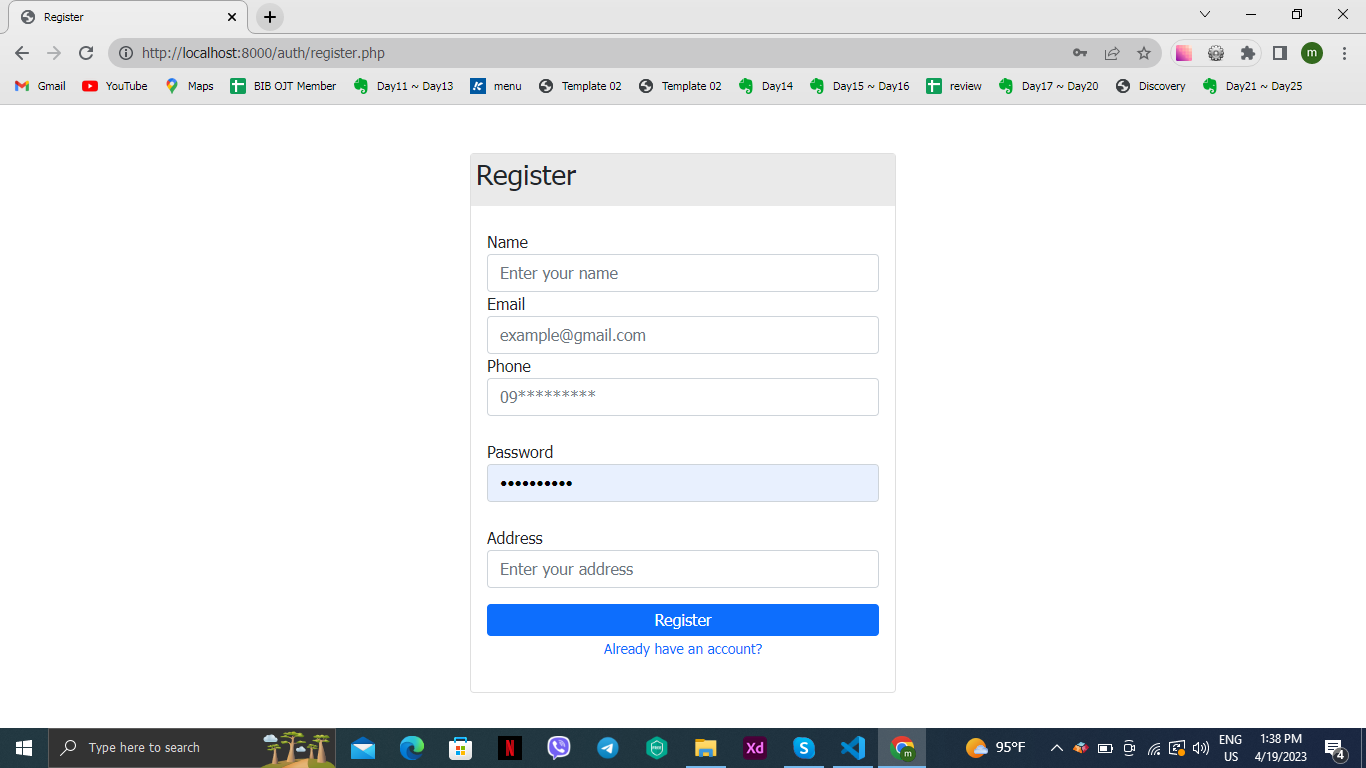 Register
http://localhost:8000/auth/register.php
m
Gmail YouTube Maps BIB OJT Member Day11 ~ Day13 menu Template 02 Template 02 Day14 Day15 ~ Day16 review Day17 ~ Day20 Discovery Day21 ~ Day25
Register
Name
Enter your name
Email
example@gmail.com
Phone
09*********
Password
••••••••••
Address
Enter your address
Register
Already have an account?
Type here to search
N
Xd
S
m
95°F
ENG
US
1:38 PM
4/19/2023
4